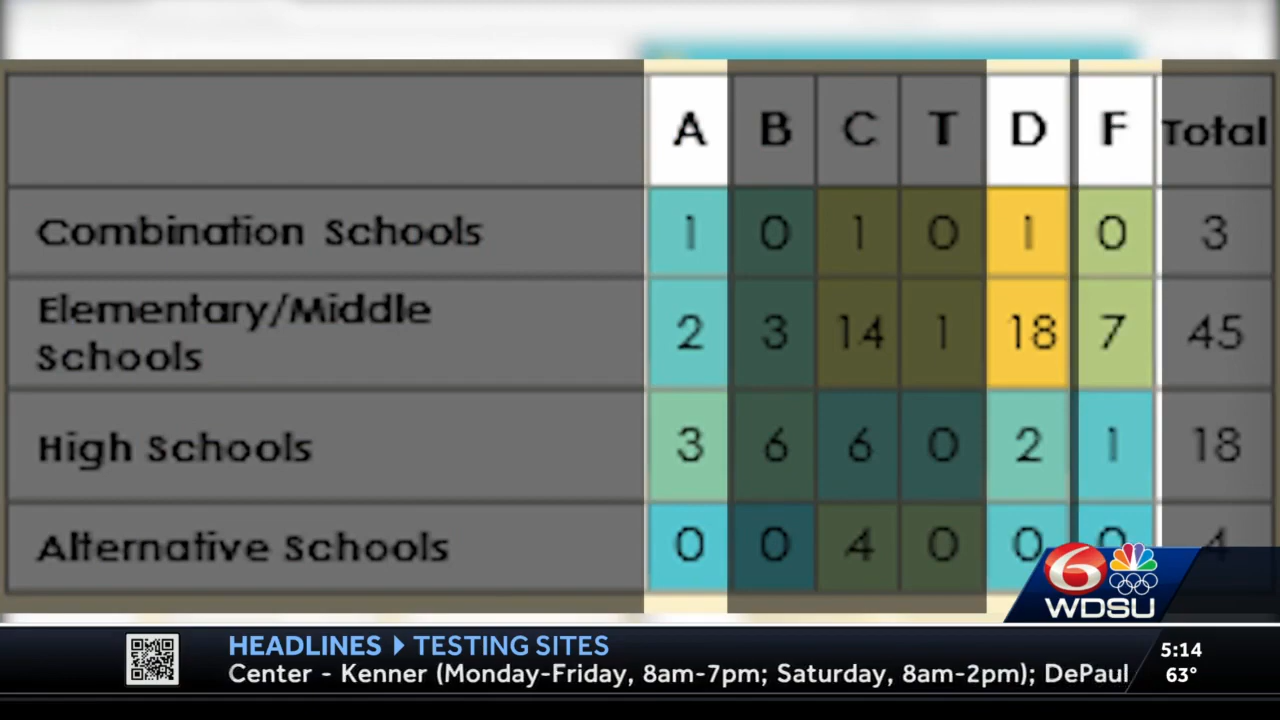 A B C T D F Total
Combination Schools 1 0 1 0 1 0 3
Elementary/Middle
Schools 2 3 14 1 18 7 45
High Schools 3 6 6 0 2 1 18
Alternative Schools 0 0 4 0 0 0 4
6
WDSU
HEADLINES TESTING SITES
Center - Kenner (Monday-Friday, 8am-7pm; Saturday, 8am-2pm); DePaul
5:14
63°